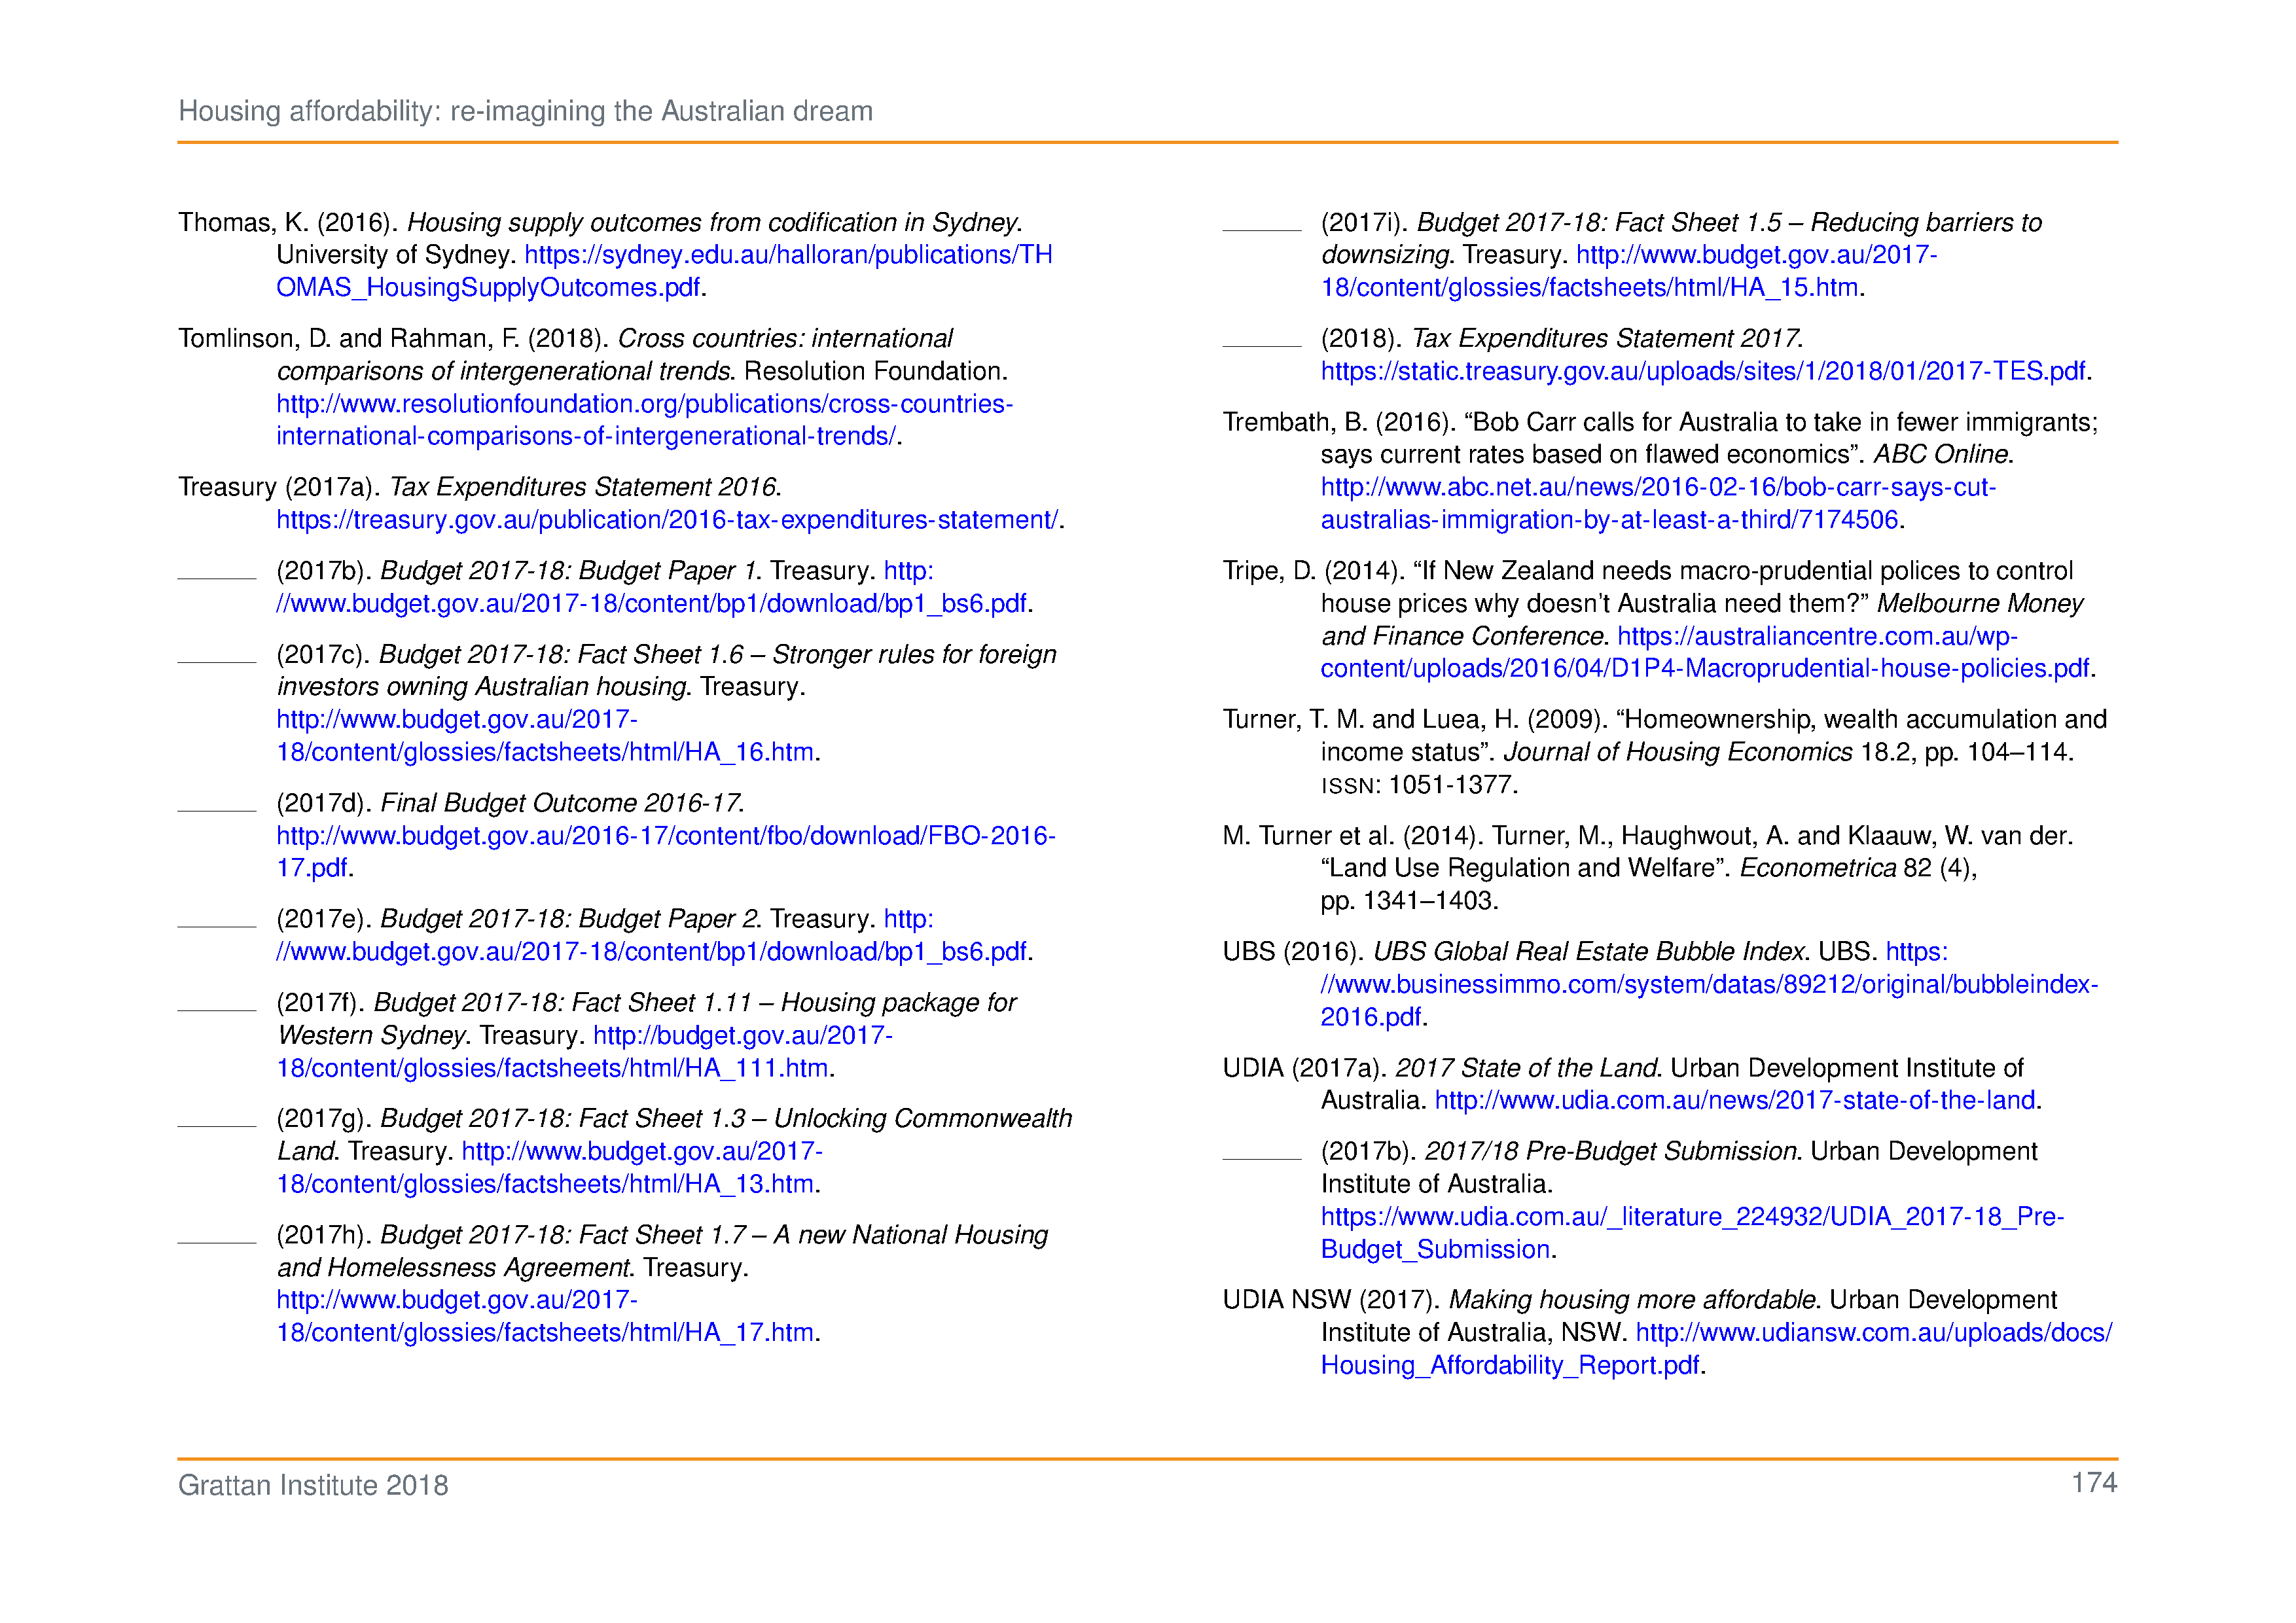 Housing affordability: re-imagining the Australian dream
Thomas, K. (2016). Housing supply outcomes from codification in Sydney.
University of Sydney. https://sydney.edu.au/halloran/publications/TH
OMAS_HousingSupplyOutcomes.pdf.
Tomlinson, D. and Rahman, F. (2018). Cross countries: international
comparisons of intergenerational trends. Resolution Foundation.
http://www.resolutionfoundation.org/publications/cross-countries-
international-comparisons-of-intergenerational-trends/.
Treasury (2017a). Tax Expenditures Statement 2016.
https://treasury.gov.au/publication/2016-tax-expenditures-statement/.
(2017b). Budget 2017-18: Budget Paper 1. Treasury. http:
//www.budget.gov.au/2017-18/content/bp1/download/bp1_bs6.pdf.
(2017c). Budget 2017-18: Fact Sheet 1.6 – Stronger rules for foreign
investors owning Australian housing. Treasury.
http://www.budget.gov.au/2017-
18/content/glossies/factsheets/html/HA_16.htm.
(2017d). Final Budget Outcome 2016-17.
http://www.budget.gov.au/2016-17/content/fbo/download/FBO-2016-
17.pdf.
(2017e). Budget 2017-18: Budget Paper 2. Treasury. http:
//www.budget.gov.au/2017-18/content/bp1/download/bp1_bs6.pdf.
(2017f). Budget 2017-18: Fact Sheet 1.11 – Housing package for
Western Sydney. Treasury. http://budget.gov.au/2017-
18/content/glossies/factsheets/html/HA_111.htm.
(2017g). Budget 2017-18: Fact Sheet 1.3 – Unlocking Commonwealth
Land. Treasury. http://www.budget.gov.au/2017-
18/content/glossies/factsheets/html/HA_13.htm.
(2017h). Budget 2017-18: Fact Sheet 1.7 – A new National Housing
and Homelessness Agreement. Treasury.
http://www.budget.gov.au/2017-
18/content/glossies/factsheets/html/HA_17.htm.
(2017i). Budget 2017-18: Fact Sheet 1.5 – Reducing barriers to
downsizing. Treasury. http://www.budget.gov.au/2017-
18/content/glossies/factsheets/html/HA_15.htm.
(2018). Tax Expenditures Statement 2017.
https://static.treasury.gov.au/uploads/sites/1/2018/01/2017-TES.pdf.
Trembath, B. (2016). “Bob Carr calls for Australia to take in fewer immigrants;
says current rates based on flawed economics”. ABC Online.
http://www.abc.net.au/news/2016-02-16/bob-carr-says-cut-
australias-immigration-by-at-least-a-third/7174506.
Tripe, D. (2014). “If New Zealand needs macro-prudential polices to control
house prices why doesn’t Australia need them?” Melbourne Money
and Finance Conference. https://australiancentre.com.au/wp-
content/uploads/2016/04/D1P4-Macroprudential-house-policies.pdf.
Turner, T. M. and Luea, H. (2009). “Homeownership, wealth accumulation and
income status”. Journal of Housing Economics 18.2, pp. 104–114.
ISSN: 1051-1377.
M. Turner et al. (2014). Turner, M., Haughwout, A. and Klaauw, W. van der.
“Land Use Regulation and Welfare”. Econometrica 82 (4),
pp. 1341–1403.
UBS (2016). UBS Global Real Estate Bubble Index. UBS. https:
//www.businessimmo.com/system/datas/89212/original/bubbleindex-
2016.pdf.
UDIA (2017a). 2017 State of the Land. Urban Development Institute of
Australia. http://www.udia.com.au/news/2017-state-of-the-land.
(2017b). 2017/18 Pre-Budget Submission. Urban Development
Institute of Australia.
https://www.udia.com.au/_literature_224932/UDIA_2017-18_Pre-
Budget_Submission.
UDIA NSW (2017). Making housing more affordable. Urban Development
Institute of Australia, NSW. http://www.udiansw.com.au/uploads/docs/
Housing_Affordability_Report.pdf.
Grattan Institute 2018
174